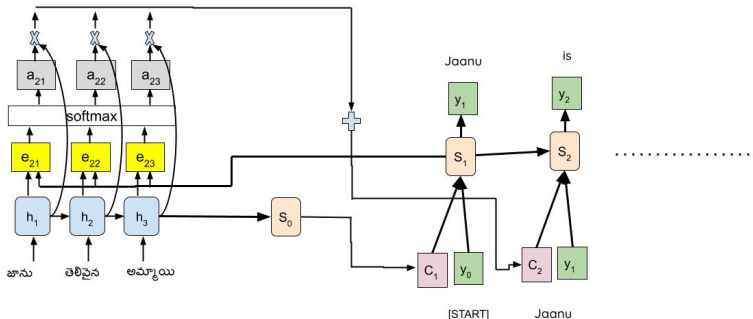 Jaanu is
a21 a22 a23
y1 y2
softmax
e21 e22 e23
S1 S2
h1 h2 h3
S0
C1 y0 C2 y1
జాను తెలివైన అమ్మాయి
[START] Jaanu